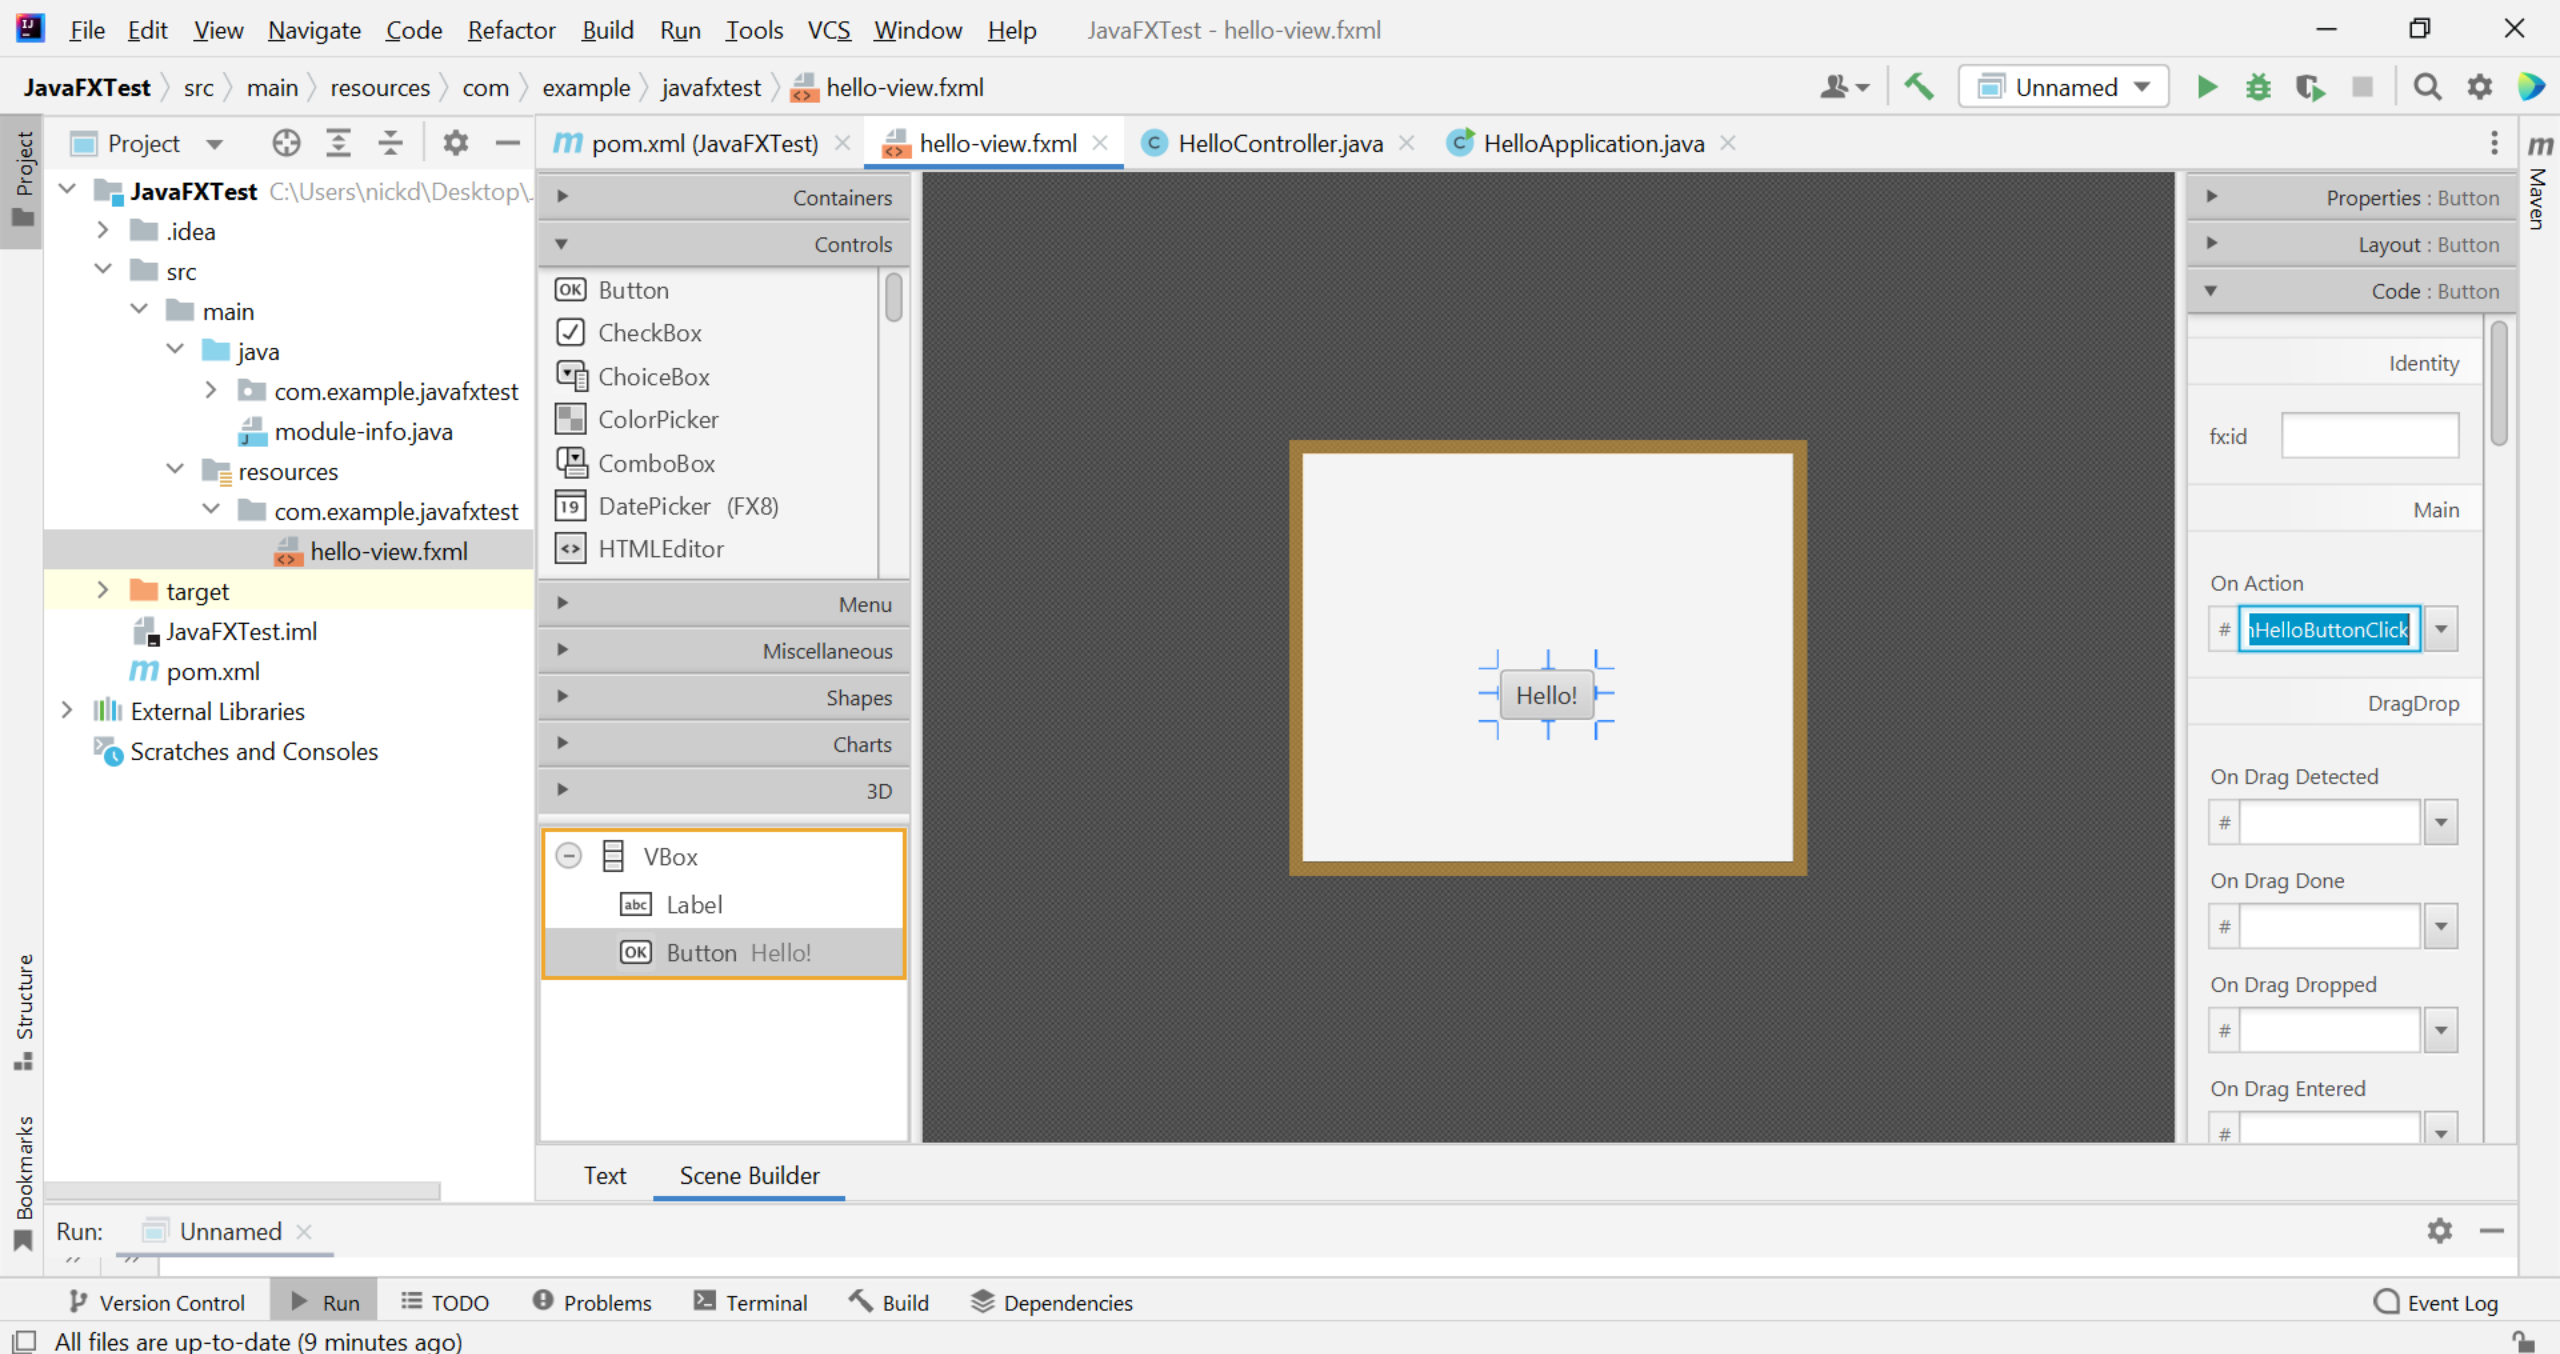 File Edit View Navigate Code Refactor Build Run Tools VCS Window Help JavaFXTest - hello-view.fxml
JavaFXTest src main resources com example javafxtest hello-view.fxml Unnamed
Project
Structure
Bookmarks
Project
JavaFXTest C:\Users\nickd\Desktop\
.idea
src
main
java
com.example.javafxtest
module-info.java
resources
com.example.javafxtest
hello-view.fxml
target
JavaFXTest.iml
pom.xml
External Libraries
Scratches and Consoles
pom.xml (JavaFXTest) hello-view.fxml HelloController.java HelloApplication.java
Containers
Controls
Button
CheckBox
ChoiceBox
ColorPicker
ComboBox
DatePicker (FX8)
HTMLEditor
Menu
Miscellaneous
Shapes
Charts
3D
VBox
Label
Button Hello!
Hello!
Properties : Button
Layout : Button
Code : Button
Identity
fx:id
Main
On Action
# nHelloButtonClick
DragDrop
On Drag Detected
#
On Drag Done
#
On Drag Dropped
#
On Drag Entered
#
Maven
Text Scene Builder
Run: Unnamed
Version Control Run TODO Problems Terminal Build Dependencies Event Log
All files are up-to-date (9 minutes ago)